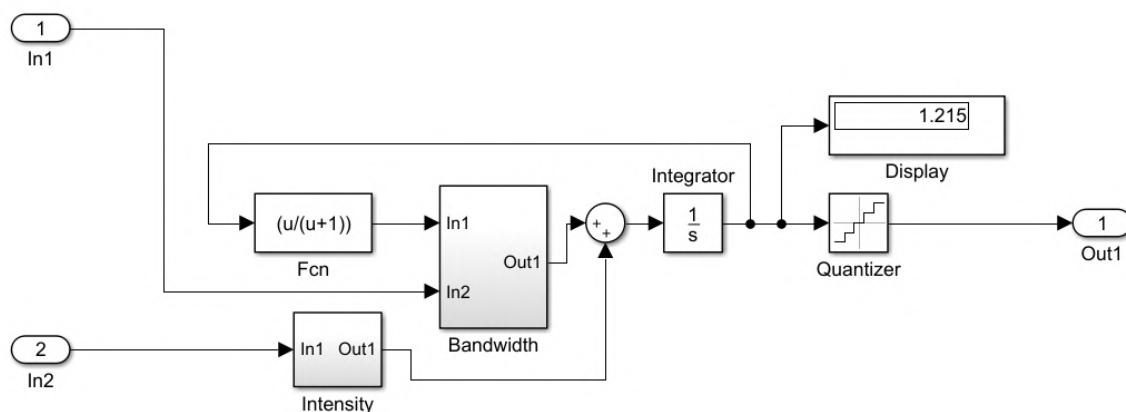 1
In1
1.215
Display
Integrator
1
s
(u/(u+1))
Fcn
In1
Out1
In2
Bandwidth
+
+
Quantizer
1
Out1
2
In2
In1 Out1
Intensity